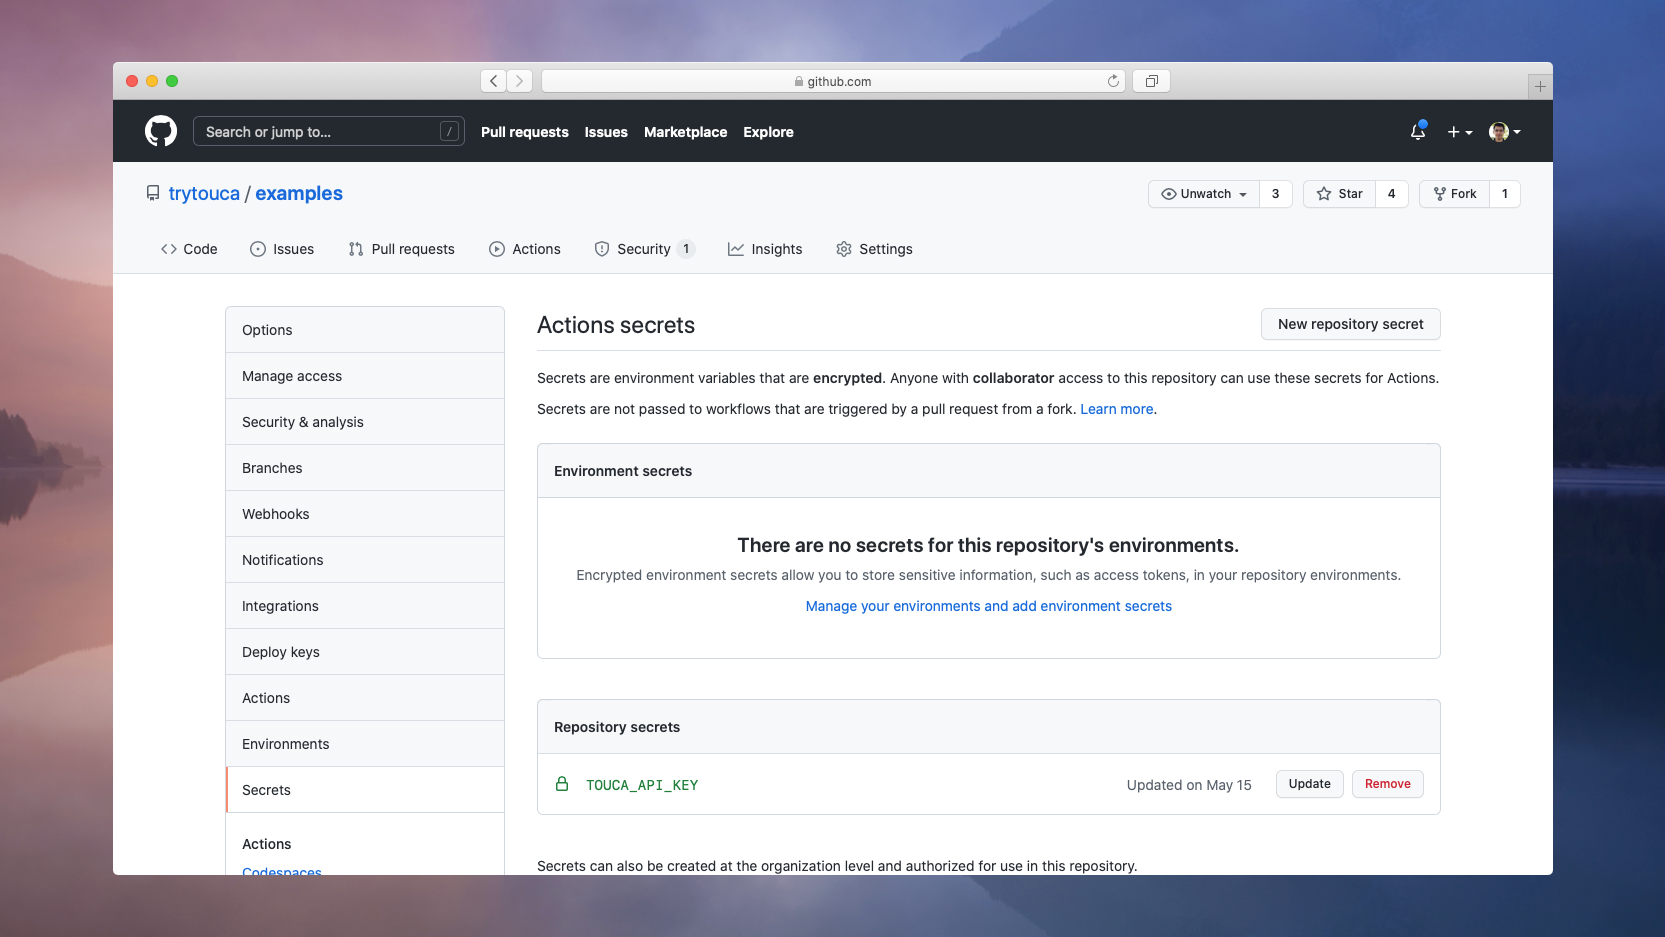 github.com
Search or jump to...
/
Pull requests
Issues
Marketplace
Explore
trytouca / examples
Unwatch
3
Star
4
Fork
1
Code
Issues
Pull requests
Actions
Security 1
Insights
Settings
Options
Manage access
Security & analysis
Branches
Webhooks
Notifications
Integrations
Deploy keys
Actions
Environments
Secrets
Actions
Codespaces
Actions secrets
New repository secret
Secrets are environment variables that are encrypted. Anyone with collaborator access to this repository can use these secrets for Actions.
Secrets are not passed to workflows that are triggered by a pull request from a fork. Learn more.
Environment secrets
There are no secrets for this repository's environments.
Encrypted environment secrets allow you to store sensitive information, such as access tokens, in your repository environments.
Manage your environments and add environment secrets
Repository secrets
TOUCA_API_KEY
Updated on May 15
Update
Remove
Secrets can also be created at the organization level and authorized for use in this repository.